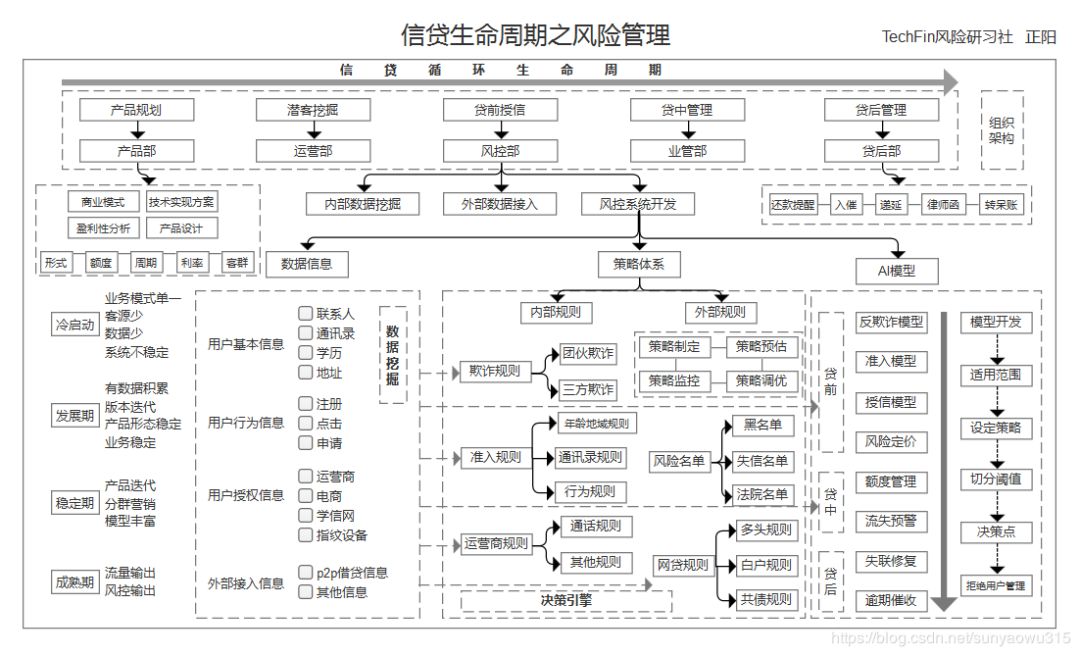 信贷生命周期之风险管理
TechFin风险研习社 正阳
信贷循环生命周期
产品规划 潜客挖掘 贷前授信 贷中管理 贷后管理
产品部 运营部 风控部 业管部 贷后部
组织
架构
商业模式 技术实现方案
盈利性分析 产品设计
形式 额度 周期 利率 客群
内部数据挖掘 外部数据接入 风控系统开发
还款提醒 入催 递延 律师函 转呆账
数据信息 策略体系 AI模型
冷启动
业务模式单一
客源少
数据少
系统不稳定
发展期
有数据积累
版本迭代
产品形态稳定
业务稳定
稳定期
产品迭代
分群营销
模型丰富
成熟期
流量输出
风控输出
用户基本信息
联系人
通讯录
学历
地址
用户行为信息
注册
点击
申请
用户授权信息
运营商
电商
学信网
指纹设备
外部接入信息
p2p借贷信息
其他信息
数据挖掘
内部规则 外部规则
欺诈规则
团伙欺诈
三方欺诈
策略制定 策略预估
策略监控 策略调优
准入规则
年龄地域规则
通讯录规则
行为规则
风险名单
黑名单
失信名单
法院名单
运营商规则
通话规则
其他规则
网贷规则
多头规则
白户规则
共债规则
决策引擎
贷前
贷中
贷后
反欺诈模型
准入模型
授信模型
风险定价
额度管理
流失预警
失联修复
逾期催收
模型开发
适用范围
设定策略
切分阈值
决策点
拒绝用户管理
https://blog.csdn.net/sunyaowu315